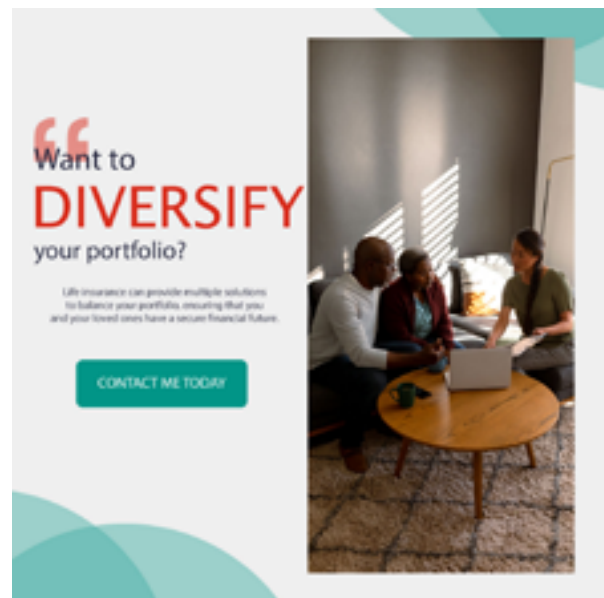 “
Want to
DIVERSIFY
your portfolio?
Life insurance can provide multiple solutions
to balance your portfolio, ensuring that you
and your loved ones have a secure financial future.
CONTACT ME TODAY